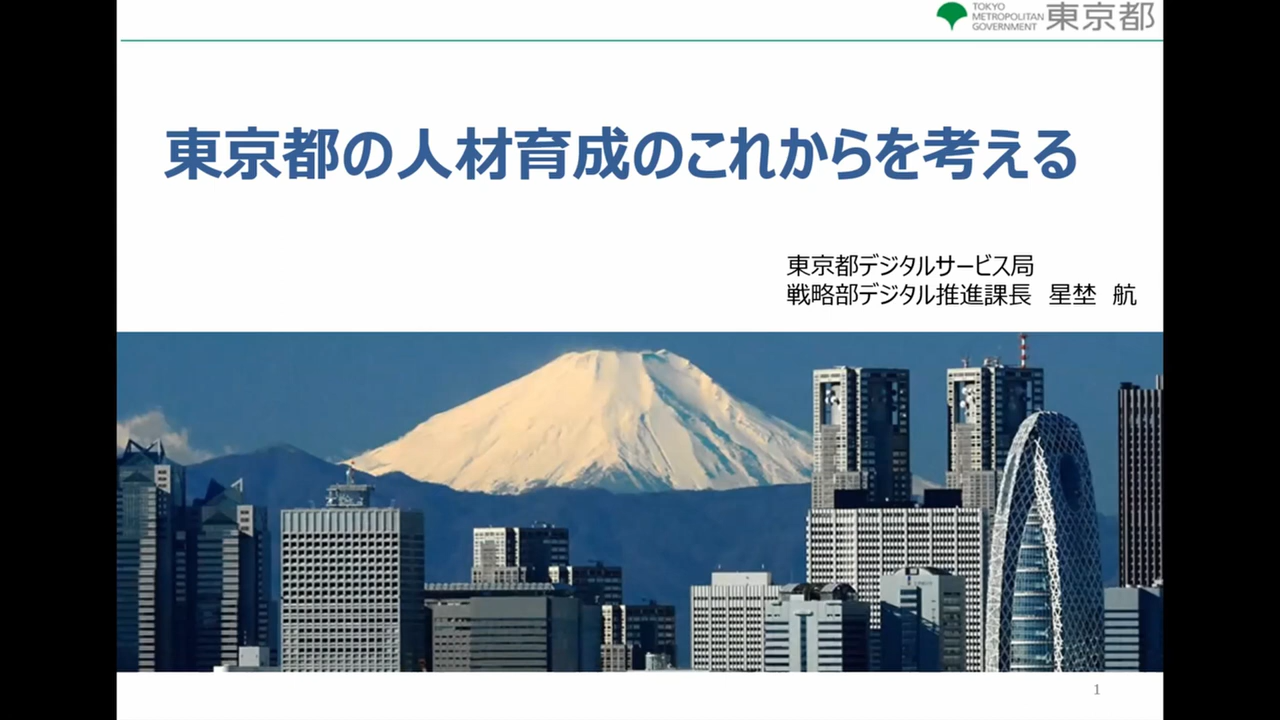 TOKYO
METROPOLITAN
GOVERNMENT
東京都
東京都の人材育成のこれからを考える
東京都デジタルサービス局
戦略部デジタル推進課長 星埜 航
1